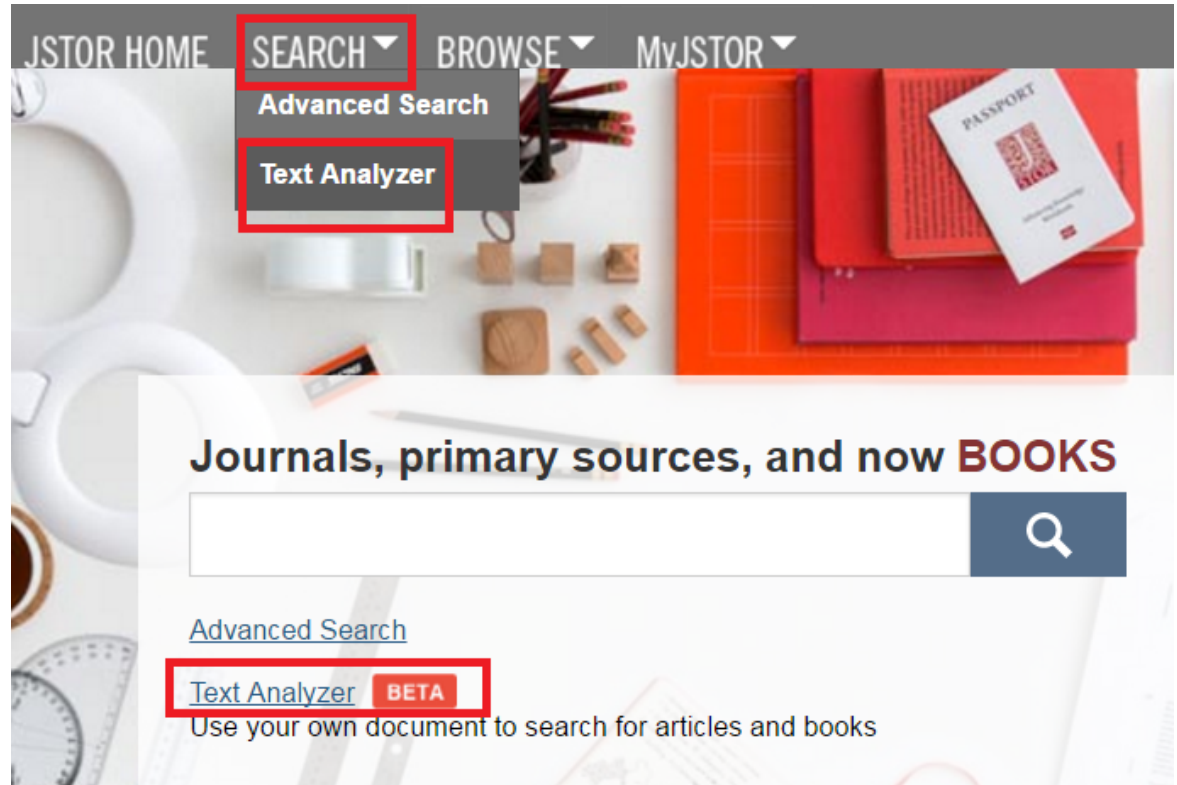 JSTOR HOME SEARCH BROWSE MyJSTOR
Advanced Search
Text Analyzer
PASSPORT
J
STOR
Journals, primary sources, and now BOOKS
Advanced Search
Text Analyzer BETA
Use your own document to search for articles and books